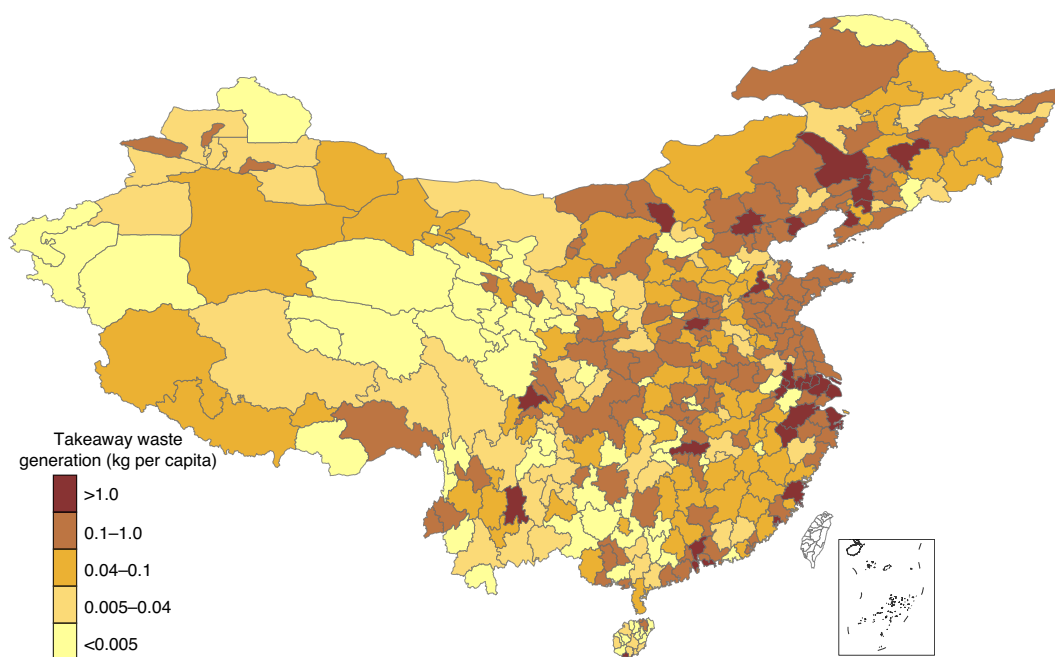 Takeaway waste
generation (kg per capita)
>1.0
0.1–1.0
0.04–0.1
0.005–0.04
<0.005